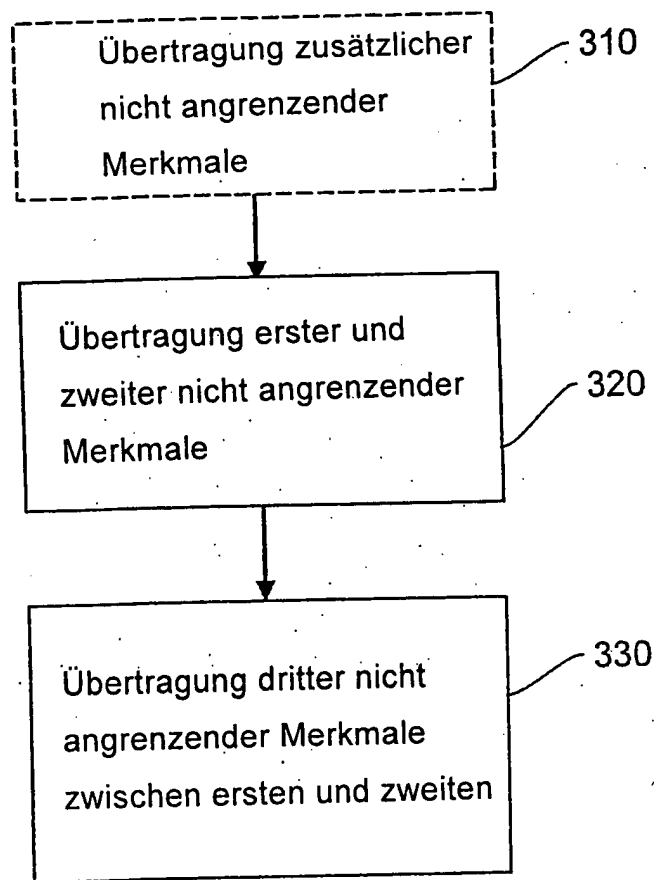 Übertragung zusätzlicher
nicht angrenzender
Merkmale
310
Übertragung erster und
zweiter nicht angrenzender
Merkmale
320
Übertragung dritter nicht
angrenzender Merkmale
zwischen ersten und zweiten
330